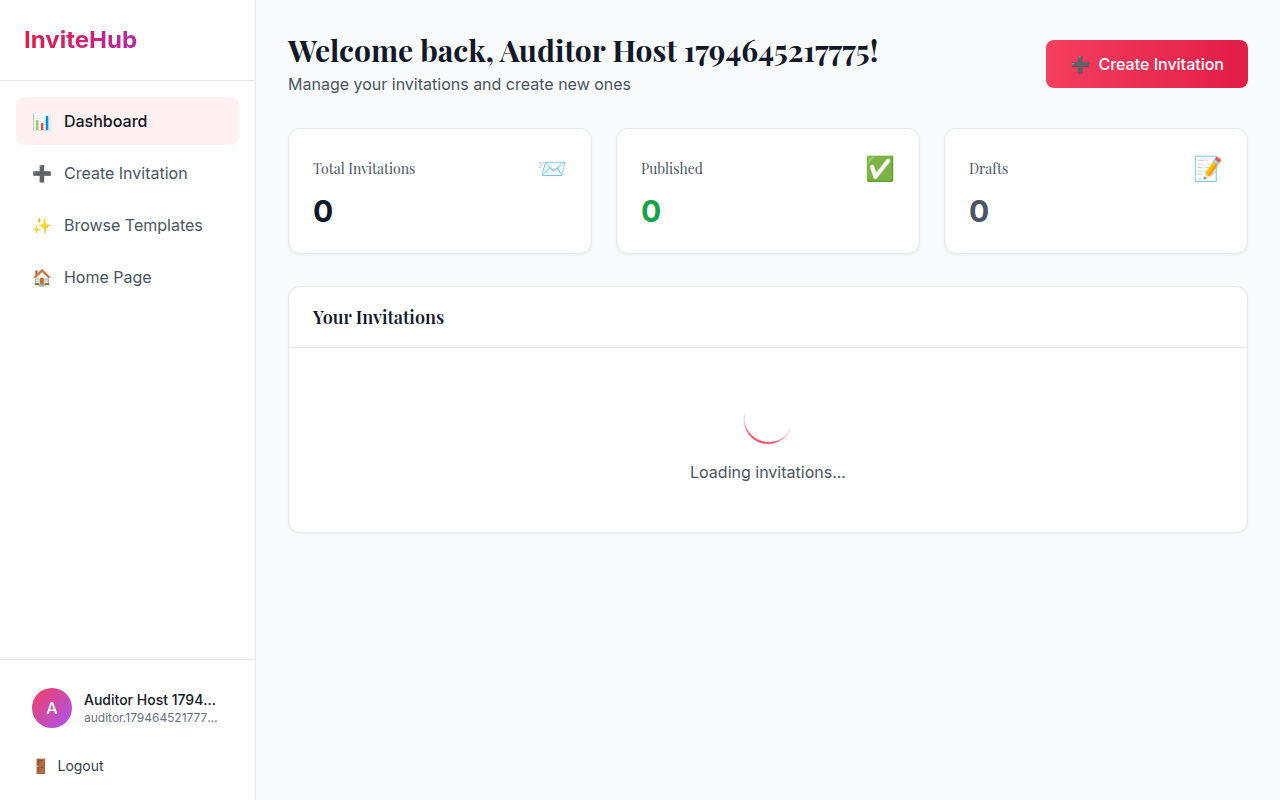 InviteHub
Dashboard
Create Invitation
Browse Templates
Home Page
Auditor Host 1794...
auditor.179464521777...
A
Logout
Welcome back, Auditor Host 1794645217775!
Manage your invitations and create new ones
Create Invitation
Total Invitations
0
Published
0
Drafts
0
Your Invitations
Loading invitations...